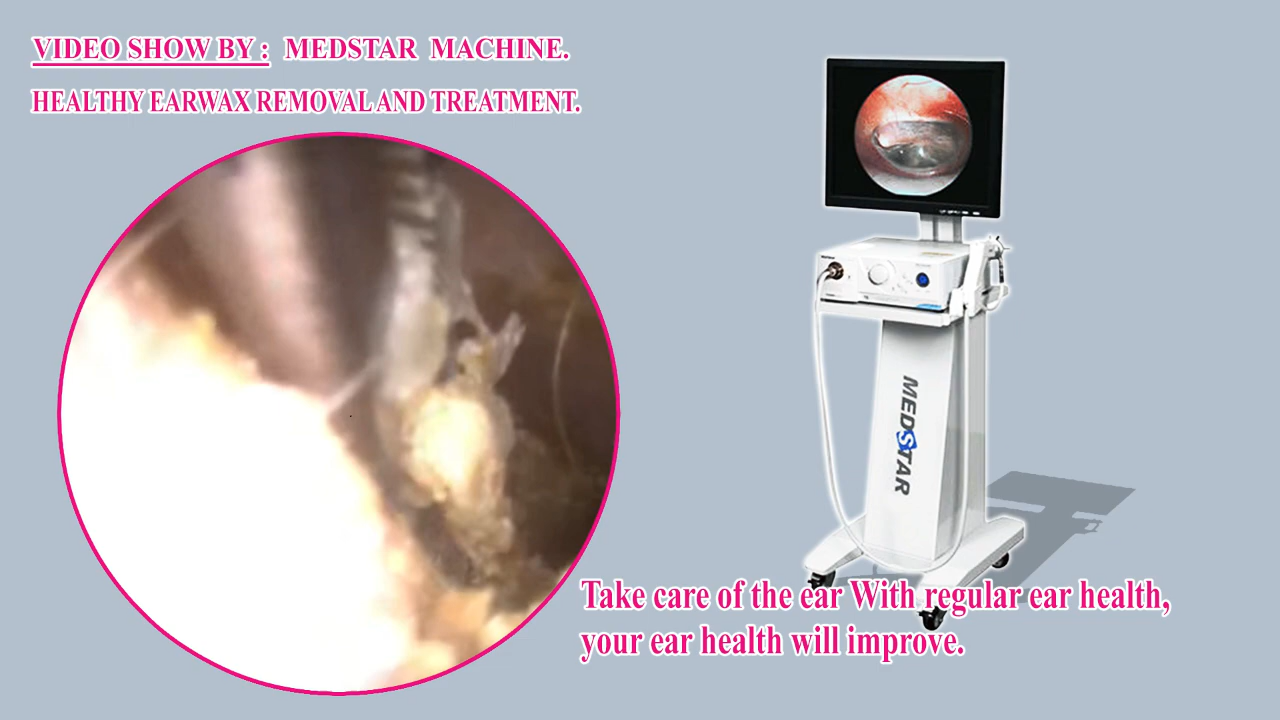 VIDEO SHOW BY : MEDSTAR MACHINE.
HEALTHY EARWAX REMOVAL AND TREATMENT.
MEDSTAR
Take care of the ear With regular ear health,
your ear health will improve.